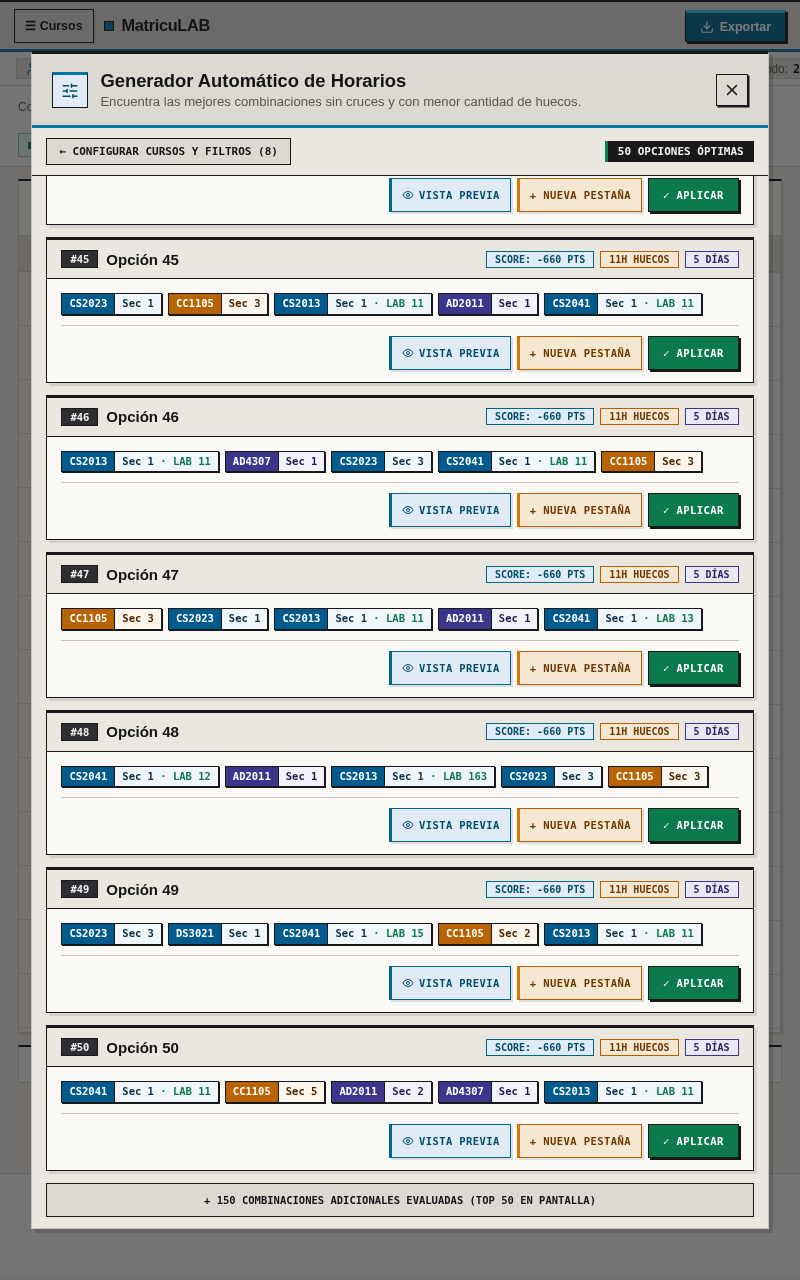 ☰ Cursos
MatricuLAB
Exportar
do: 2
Co
Generador Automático de Horarios
Encuentra las mejores combinaciones sin cruces y con menor cantidad de huecos.
← CONFIGURAR CURSOS Y FILTROS (8)
50 OPCIONES ÓPTIMAS
VISTA PREVIA + NUEVA PESTAÑA ✓ APLICAR
#45 Opción 45 SCORE: -660 PTS 11H HUECOS 5 DÍAS
CS2023 Sec 1 CC1105 Sec 3 CS2013 Sec 1 · LAB 11 AD2011 Sec 1 CS2041 Sec 1 · LAB 11
VISTA PREVIA + NUEVA PESTAÑA ✓ APLICAR
#46 Opción 46 SCORE: -660 PTS 11H HUECOS 5 DÍAS
CS2013 Sec 1 · LAB 11 AD4307 Sec 1 CS2023 Sec 3 CS2041 Sec 1 · LAB 11 CC1105 Sec 3
VISTA PREVIA + NUEVA PESTAÑA ✓ APLICAR
#47 Opción 47 SCORE: -660 PTS 11H HUECOS 5 DÍAS
CC1105 Sec 3 CS2023 Sec 1 CS2013 Sec 1 · LAB 11 AD2011 Sec 1 CS2041 Sec 1 · LAB 13
VISTA PREVIA + NUEVA PESTAÑA ✓ APLICAR
#48 Opción 48 SCORE: -660 PTS 11H HUECOS 5 DÍAS
CS2041 Sec 1 · LAB 12 AD2011 Sec 1 CS2013 Sec 1 · LAB 163 CS2023 Sec 3 CC1105 Sec 3
VISTA PREVIA + NUEVA PESTAÑA ✓ APLICAR
#49 Opción 49 SCORE: -660 PTS 11H HUECOS 5 DÍAS
CS2023 Sec 3 DS3021 Sec 1 CS2041 Sec 1 · LAB 15 CC1105 Sec 2 CS2013 Sec 1 · LAB 11
VISTA PREVIA + NUEVA PESTAÑA ✓ APLICAR
#50 Opción 50 SCORE: -660 PTS 11H HUECOS 5 DÍAS
CS2041 Sec 1 · LAB 11 CC1105 Sec 5 AD2011 Sec 2 AD4307 Sec 1 CS2013 Sec 1 · LAB 11
VISTA PREVIA + NUEVA PESTAÑA ✓ APLICAR
+ 150 COMBINACIONES ADICIONALES EVALUADAS (TOP 50 EN PANTALLA)